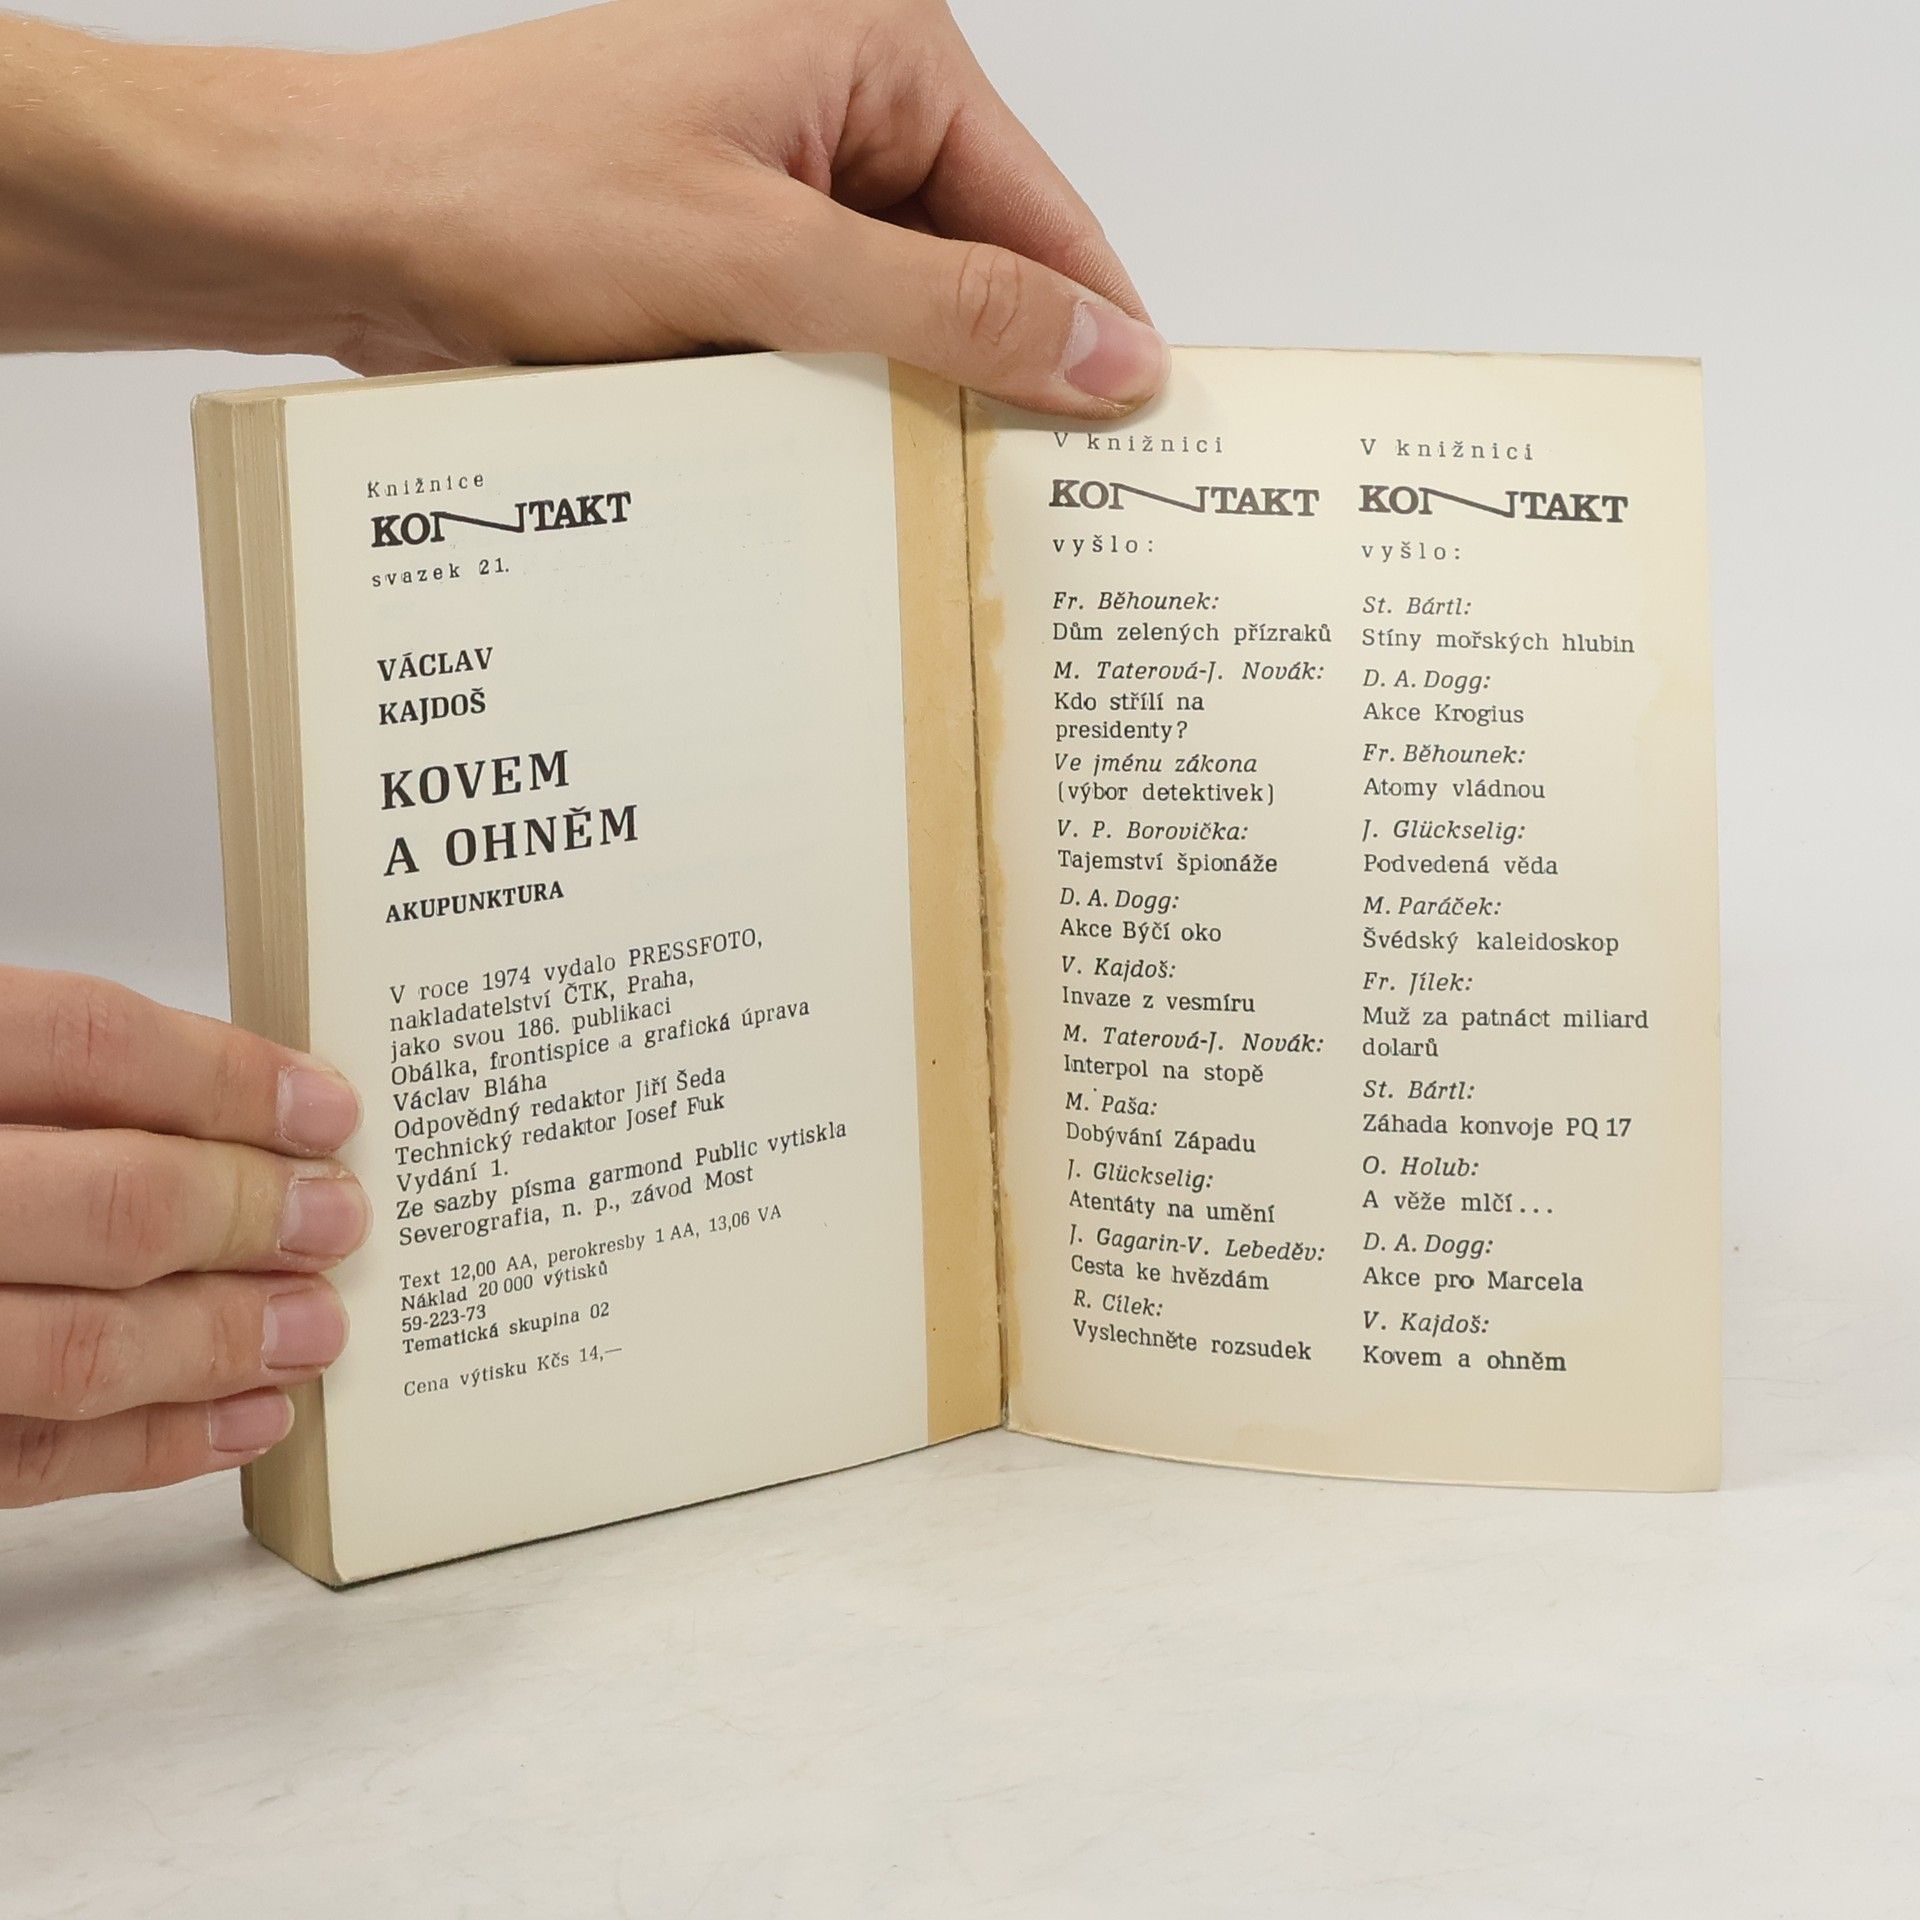 Knižnice
KONTAKT
svazek 21.
VÁCLAV
KAJDOŠ
KOVEM
A OHNĚM
AKUPUNKTURA
V roce 1974 vydalo PRESSFOTO,
nakladatelství ČTK, Praha,
jako svou 186. publikaci
Obálka, frontispice a grafická úprava
Václav Bláha
Odpovědný redaktor Jiří Šeda
Technický redaktor Josef Fuk
Vydání 1.
Ze sazby písma garmond Public vytiskla
Severografia, n. p., závod Most
Text 12,00 AA, perokresby 1 AA, 13,06 VA
Náklad 20 000 výtisků
59-223-73
Tematická skupina 02
Cena výtisku Kčs 14,—
V knižnici
KONTAKT
vyšlo:
Fr. Běhounek:
Dům zelených přízraků
M. Taterová-J. Novák:
Kdo střílí na
presidenty?
Ve jménu zákona
(výbor detektivek)
V. P. Borovička:
Tajemství špionáže
D. A. Dogg:
Akce Býčí oko
V. Kajdoš:
Invaze z vesmíru
M. Taterová-J. Novák:
Interpol na stopě
M. Paša:
Dobývání Západu
J. Glückselig:
Atentáty na umění
J. Gagarin-V. Lebeděv:
Cesta ke hvězdám
R. Cílek:
Vyslechněte rozsudek
V knižnici
KONTAKT
vyšlo:
St. Bártl:
Stíny mořských hlubin
D. A. Dogg:
Akce Krogius
Fr. Běhounek:
Atomy vládnou
J. Glückselig:
Podvedená věda
M. Paráček:
Švédský kaleidoskop
Fr. Jílek:
Muž za patnáct miliard
dolarů
St. Bártl:
Záhada konvoje PQ 17
O. Holub:
A věže mlčí...
D. A. Dogg:
Akce pro Marcela
V. Kajdoš:
Kovem a ohněm